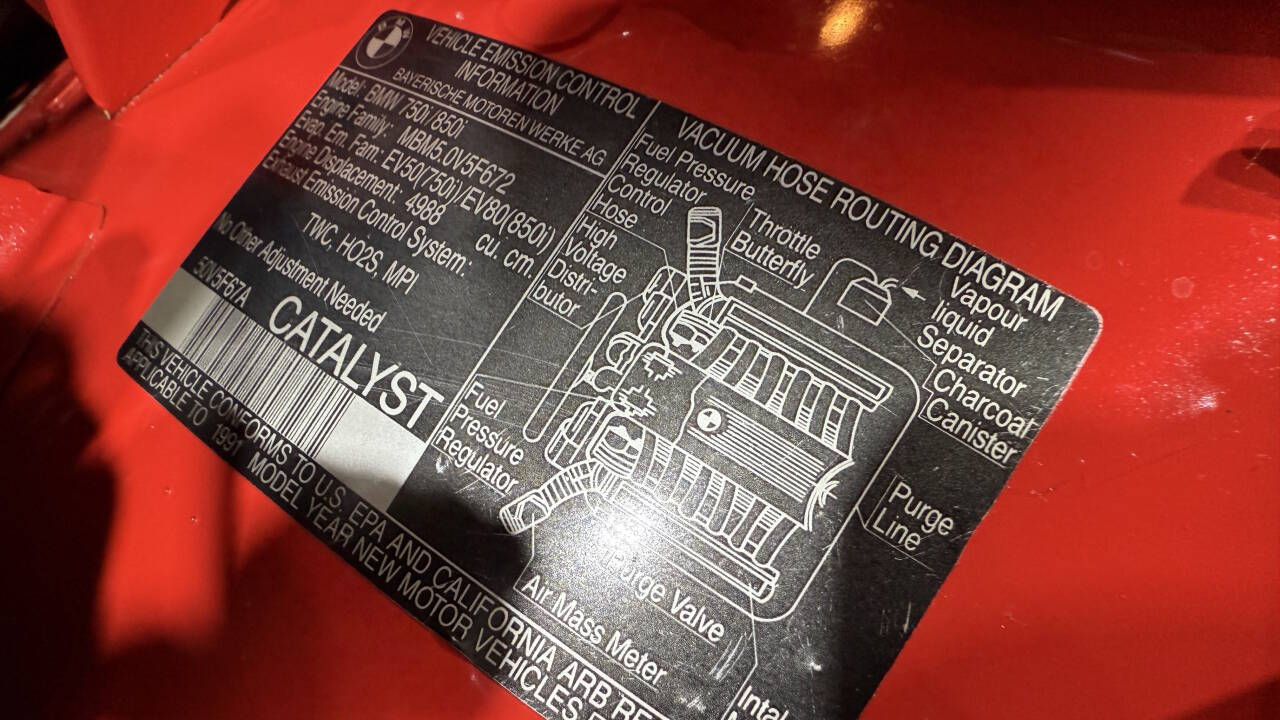 BMW
VEHICLE EMISSION CONTROL
INFORMATION
BAYERISCHE MOTOREN WERKE AG
Model: BMW 750i/850i
Engine Family: MBM5.0V5F672
Evap. Em. Fam: EV50(750i)/EV80(850i)
Engine Displacement: 4988 cu. cm.
Exhaust Emission Control System:
TWC, HO2S, MPI
No Other Adjustment Needed
50V5F67A
CATALYST
THIS VEHICLE CONFORMS TO U.S. EPA AND CALIFORNIA ARB
APPLICABLE TO 1991 MODEL YEAR NEW MOTOR VEHICLES
VACUUM HOSE ROUTING DIAGRAM
Fuel Pressure
Regulator
Control
Hose
High
Voltage
Distri-
butor
Throttle
Butterfly
Vapour
liquid
Separator
Charcoal
Canister
Fuel
Pressure
Regulator
Purge
Line
Purge Valve
Air Mass Meter